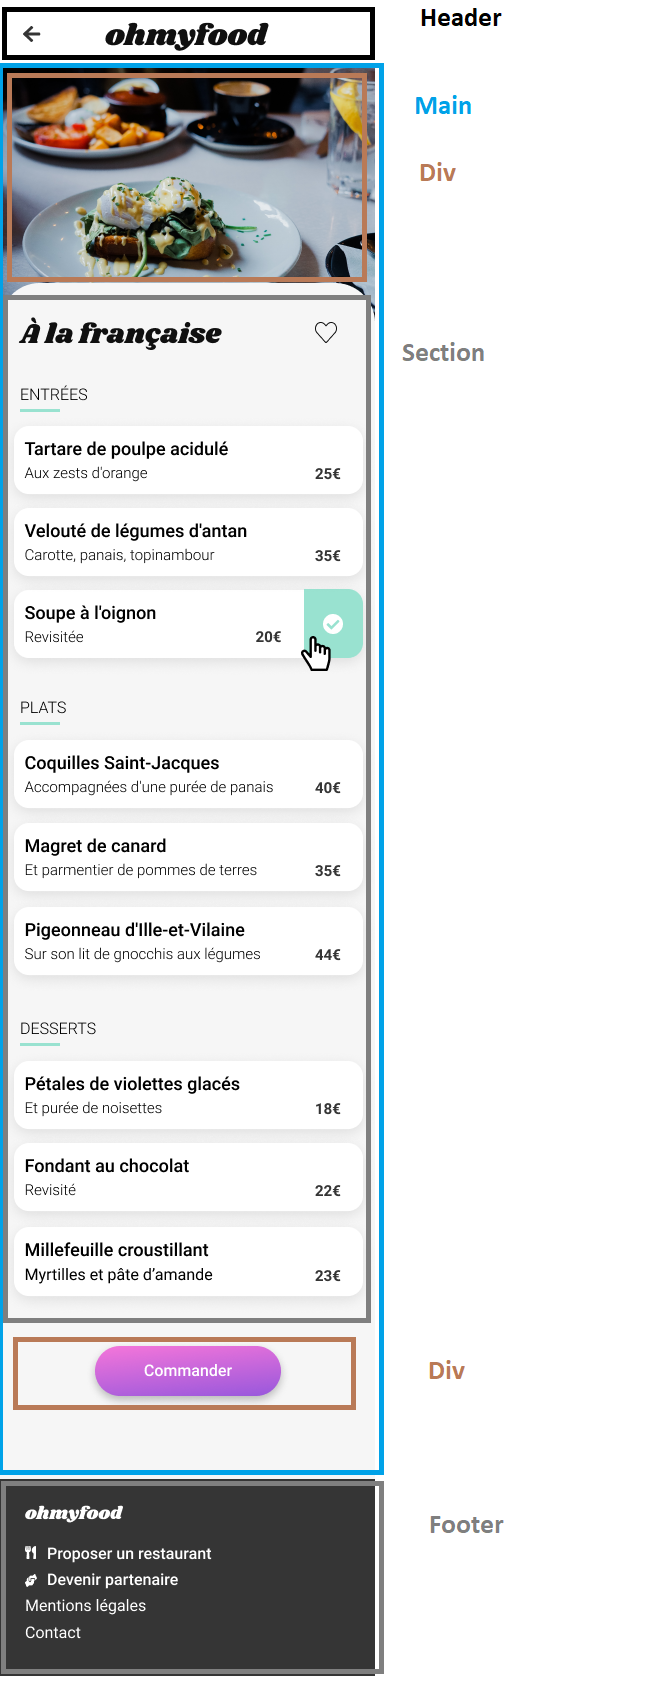 ohmyfood
Header
Main
Div
À la française
Section
ENTRÉES
Tartare de poulpe acidulé
Aux zests d'orange 25€
Velouté de légumes d'antan
Carotte, panais, topinambour 35€
Soupe à l'oignon
Revisitée 20€
PLATS
Coquilles Saint-Jacques
Accompagnées d'une purée de panais 40€
Magret de canard
Et parmentier de pommes de terres 35€
Pigeonneau d'Ille-et-Vilaine
Sur son lit de gnocchis aux légumes 44€
DESSERTS
Pétales de violettes glacés
Et purée de noisettes 18€
Fondant au chocolat
Revisité 22€
Millefeuille croustillant
Myrtilles et pâte d’amande 23€
Commander
Div
ohmyfood
Footer
Proposer un restaurant
Devenir partenaire
Mentions légales
Contact